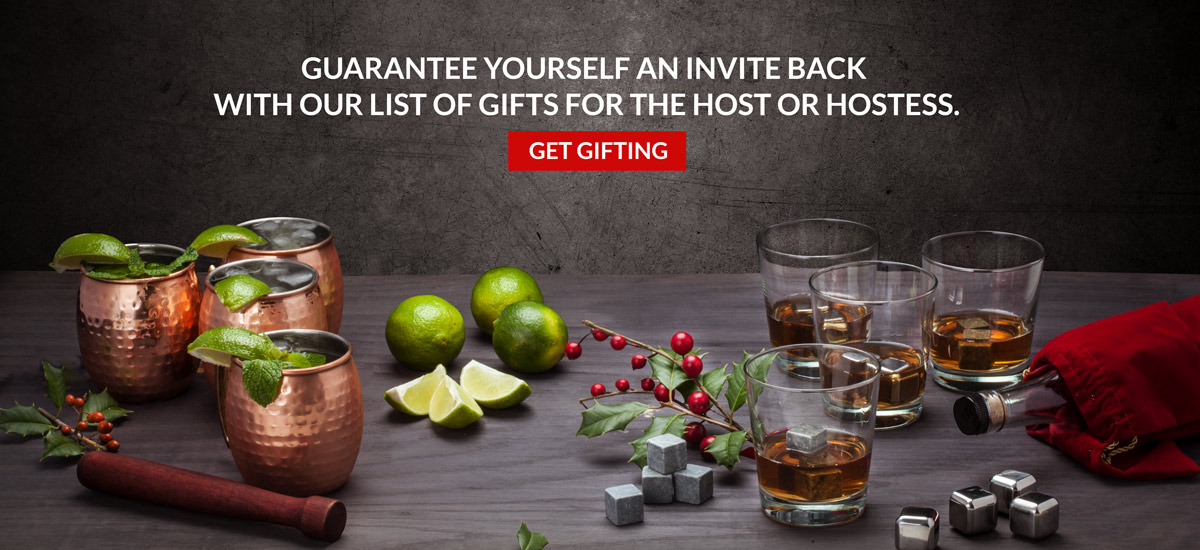 GUARANTEE YOURSELF AN INVITE BACK
WITH OUR LIST OF GIFTS FOR THE HOST OR HOSTESS.
GET GIFTING